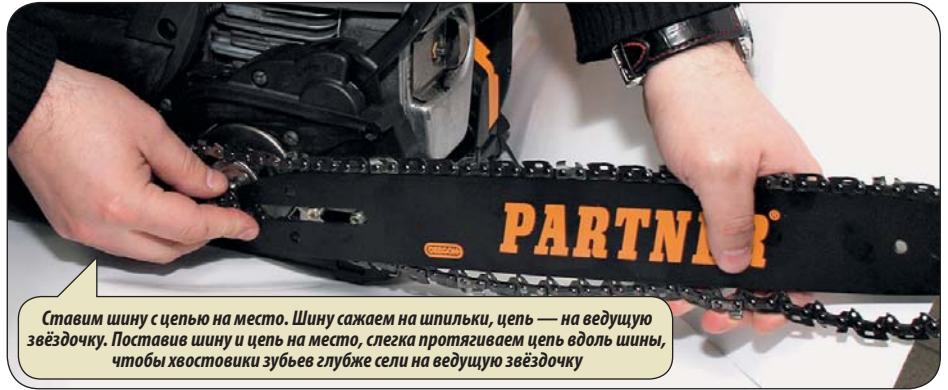 PARTNER®
OREGON
Ставим шину с цепью на место. Шину сажаем на шпильки, цепь — на ведущую
звёздочку. Поставив шину и цепь на место, слегка протягиваем цепь вдоль шины,
чтобы хвостовики зубьев глубже сели на ведущую звёздочку